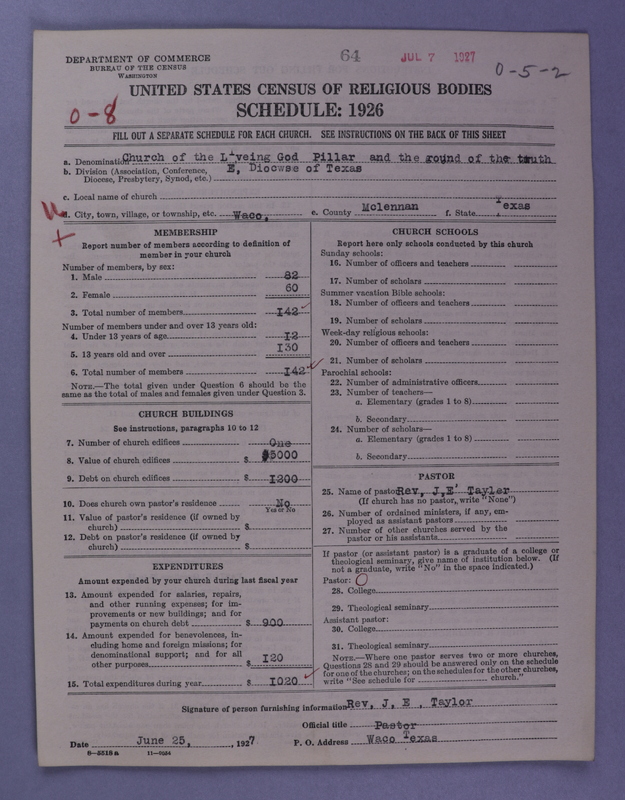 DEPARTMENT OF COMMERCE
BUREAU OF THE CENSUS
WASHINGTON
64
JUL 7 1927
0-5-2
UNITED STATES CENSUS OF RELIGIOUS BODIES
SCHEDULE: 1926
0-8
FILL OUT A SEPARATE SCHEDULE FOR EACH CHURCH. SEE INSTRUCTIONS ON THE BACK OF THIS SHEET
a. Denomination Church of the Liveing God Pillar and the ground of the truth
b. Division (Association, Conference, Diocese, Presbytery, Synod, etc.) E, Diocwse of Texas
c. Local name of church
d. City, town, village, or township, etc. Waco, e. County Mclennan f. State Texas
MEMBERSHIP
Report number of members according to definition of
member in your church
Number of members, by sex:
1. Male 82
2. Female 60
3. Total number of members I42
Number of members under and over 13 years old:
4. Under 13 years of age I2
5. 13 years old and over I30
6. Total number of members I42
NOTE.—The total given under Question 6 should be the
same as the total of males and females given under Question 3.
CHURCH BUILDINGS
See instructions, paragraphs 10 to 12
7. Number of church edifices One
8. Value of church edifices $ $5000
9. Debt on church edifices $ I200
10. Does church own pastor's residence No
Yes or No
11. Value of pastor's residence (if owned by
church) $
12. Debt on pastor's residence (if owned by
church) $
EXPENDITURES
Amount expended by your church during last fiscal year
13. Amount expended for salaries, repairs,
and other running expenses; for im-
provements or new buildings; and for
payments on church debt $ 900
14. Amount expended for benevolences, in-
cluding home and foreign missions; for
denominational support; and for all
other purposes $ I20
15. Total expenditures during year $ I020
CHURCH SCHOOLS
Report here only schools conducted by this church
Sunday schools:
16. Number of officers and teachers
17. Number of scholars
Summer vacation Bible schools:
18. Number of officers and teachers
19. Number of scholars
Week-day religious schools:
20. Number of officers and teachers
21. Number of scholars
Parochial schools:
22. Number of administrative officers
23. Number of teachers—
a. Elementary (grades 1 to 8)
b. Secondary
24. Number of scholars—
a. Elementary (grades 1 to 8)
b. Secondary
PASTOR
25. Name of pastor Rev, J,E' Tayler
(If church has no pastor, write "None")
26. Number of ordained ministers, if any, em-
ployed as assistant pastors
27. Number of other churches served by the
pastor or his assistants
If pastor (or assistant pastor) is a graduate of a college or
theological seminary, give name of institution below. (If
not a graduate, write "No" in the space indicated.)
Pastor: O
28. College
29. Theological seminary
Assistant pastor:
30. College
31. Theological seminary
NOTE.—Where one pastor serves two or more churches,
Questions 28 and 29 should be answered only on the schedule
for one of the churches; on the schedules for the other churches,
write "See schedule for church."
Signature of person furnishing information Rev, J, E , Taylor
Official title Pastor
Date June 25, , 1927 P. O. Address Waco Texas
8-5518 a 11-9034